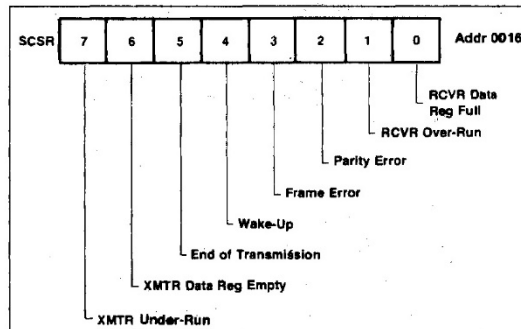 SCSR 7 6 5 4 3 2 1 0 Addr 0016
RCVR Data
Reg Full
RCVR Over-Run
Parity Error
Frame Error
Wake-Up
End of Transmission
XMTR Data Reg Empty
XMTR Under-Run